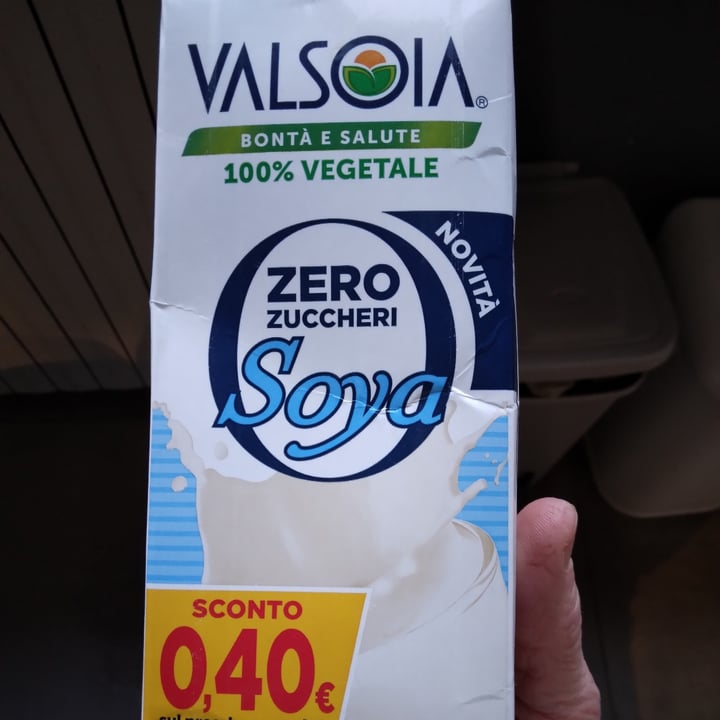 VALSOIA®
BONTÀ E SALUTE
100% VEGETALE
NOVITÀ
ZERO
ZUCCHERI
Soya
SCONTO
0,40€